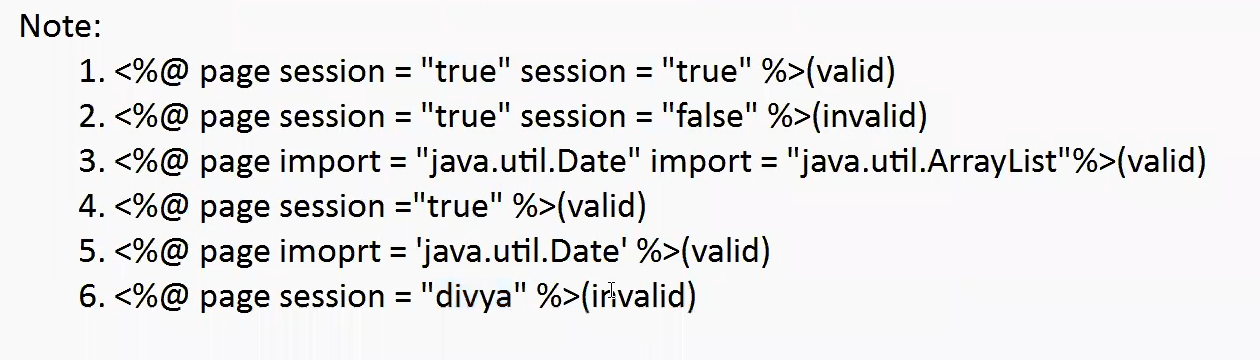 Note:
1. <%@ page session = "true" session = "true" %>(valid)
2. <%@ page session = "true" session = "false" %>(invalid)
3. <%@ page import = "java.util.Date" import = "java.util.ArrayList"%>(valid)
4. <%@ page session ="true" %>(valid)
5. <%@ page imoprt = 'java.util.Date' %>(valid)
6. <%@ page session = "divya" %>(invalid)